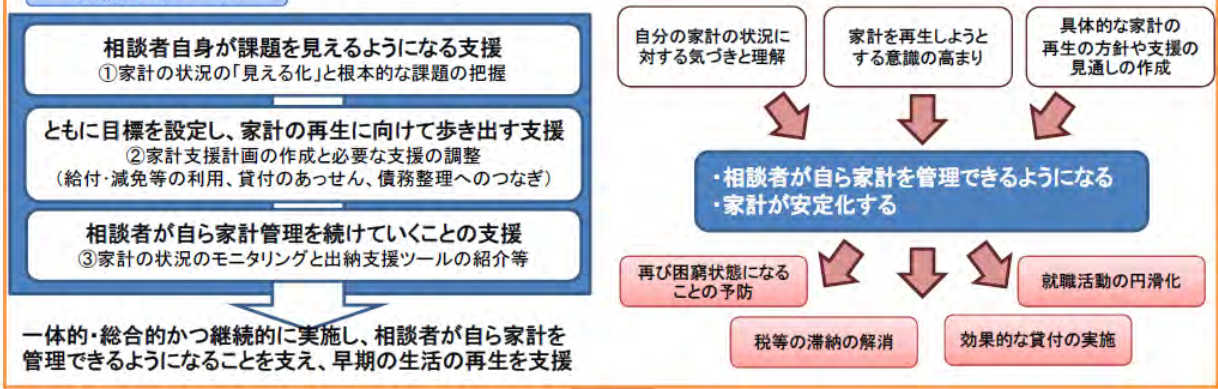 相談者自身が課題を見えるようになる支援
①家計の状況の「見える化」と根本的な課題の把握
ともに目標を設定し、家計の再生に向けて歩き出す支援
②家計支援計画の作成と必要な支援の調整
(給付・減免等の利用、貸付のあっせん、債務整理へのつなぎ)
相談者が自ら家計管理を続けていくことの支援
③家計の状況のモニタリングと出納支援ツールの紹介等
一体的・総合的かつ継続的に実施し、相談者が自ら家計を
管理できるようになることを支え、早期の生活の再生を支援
自分の家計の状況に
対する気づきと理解
家計を再生しようと
する意識の高まり
具体的な家計の
再生の方針や支援の
見通しの作成
・相談者が自ら家計を管理できるようになる
・家計が安定化する
再び困窮状態になる
ことの予防
税等の滞納の解消
効果的な貸付の実施
就職活動の円滑化